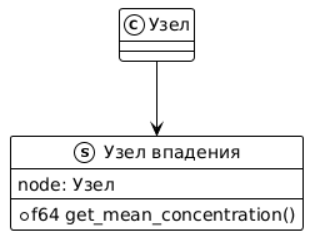 C Узел
S Узел впадения
node: Узел
f64 get_mean_concentration()